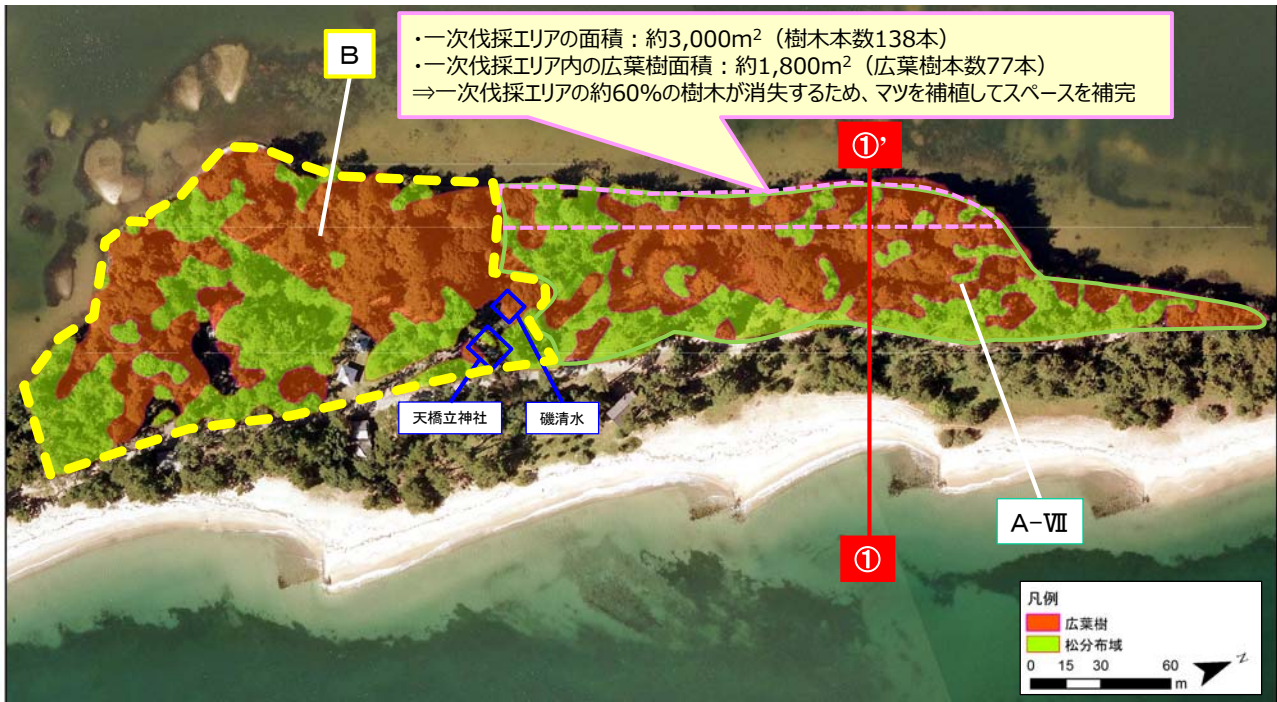 ・一次伐採エリアの面積：約3,000m²（樹木本数138本）
・一次伐採エリア内の広葉樹面積：約1,800m²（広葉樹本数77本）
⇒一次伐採エリアの約60%の樹木が消失するため、マツを補植してスペースを補完
B
①’
天橋立神社
磯清水
A-Ⅶ
①
凡例
広葉樹
松分布域
0 15 30 60
m
N